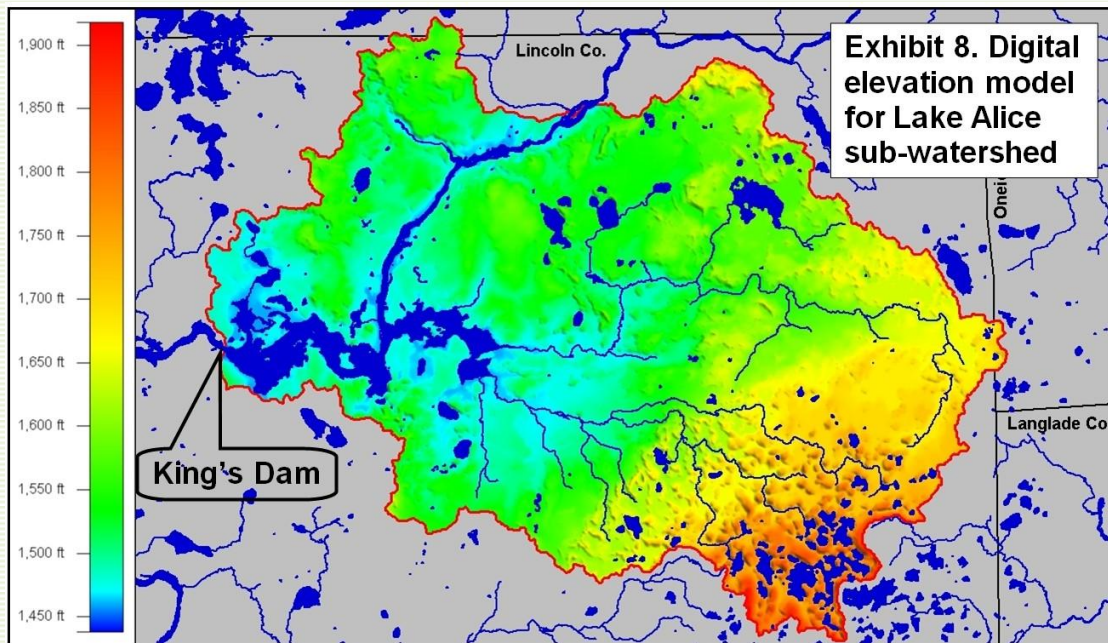 1,900 ft
1,850 ft
1,800 ft
1,750 ft
1,700 ft
1,650 ft
1,600 ft
1,550 ft
1,500 ft
1,450 ft
Lincoln Co.
Exhibit 8. Digital
elevation model
for Lake Alice
sub-watershed
Oneid
Langlade Co
King's Dam